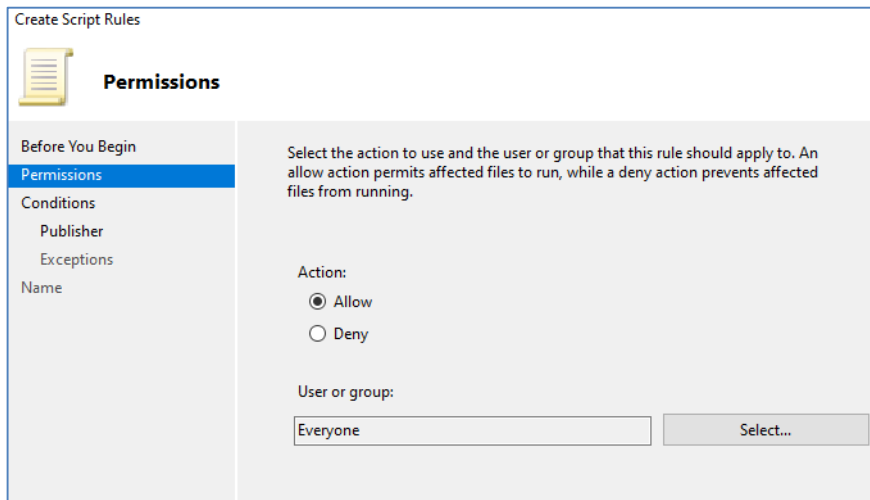 Create Script Rules
Permissions
Before You Begin
Permissions
Conditions
Publisher
Exceptions
Name
Select the action to use and the user or group that this rule should apply to. An
allow action permits affected files to run, while a deny action prevents affected
files from running.
Action:
Allow
Deny
User or group:
Everyone
Select...